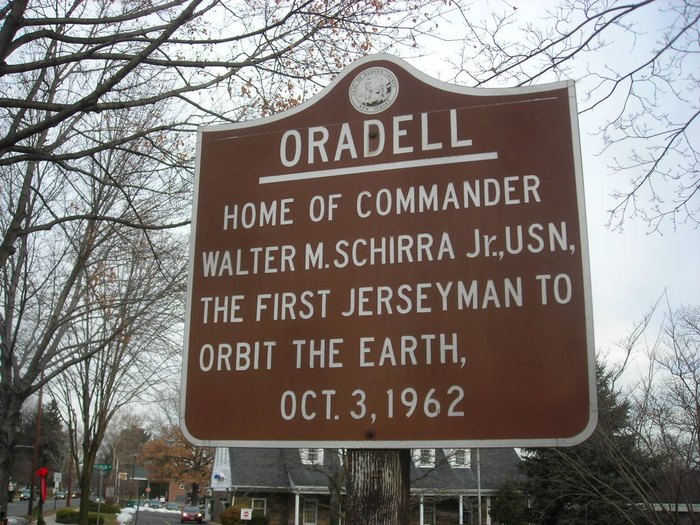 ORADELL
HOME OF COMMANDER
WALTER M. SCHIRRA Jr., USN,
THE FIRST JERSEYMAN TO
ORBIT THE EARTH,
OCT. 3, 1962